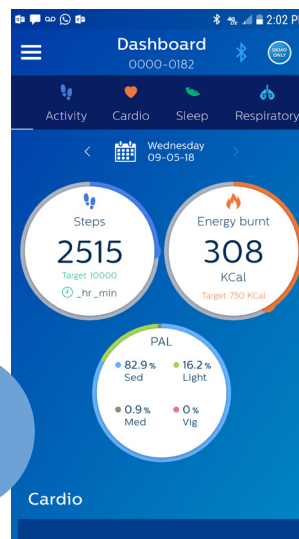 2:02 P
Dashboard
0000-0182
DEMO ONLY
Activity Cardio Sleep Respiratory
Wednesday
09-05-18
Steps
2515
Target 10000
_hr _min
Energy burnt
308
KCal
Target 750 KCal
PAL
82.9 % Sed
16.2 % Light
0.9 % Med
0 % Vig
Cardio